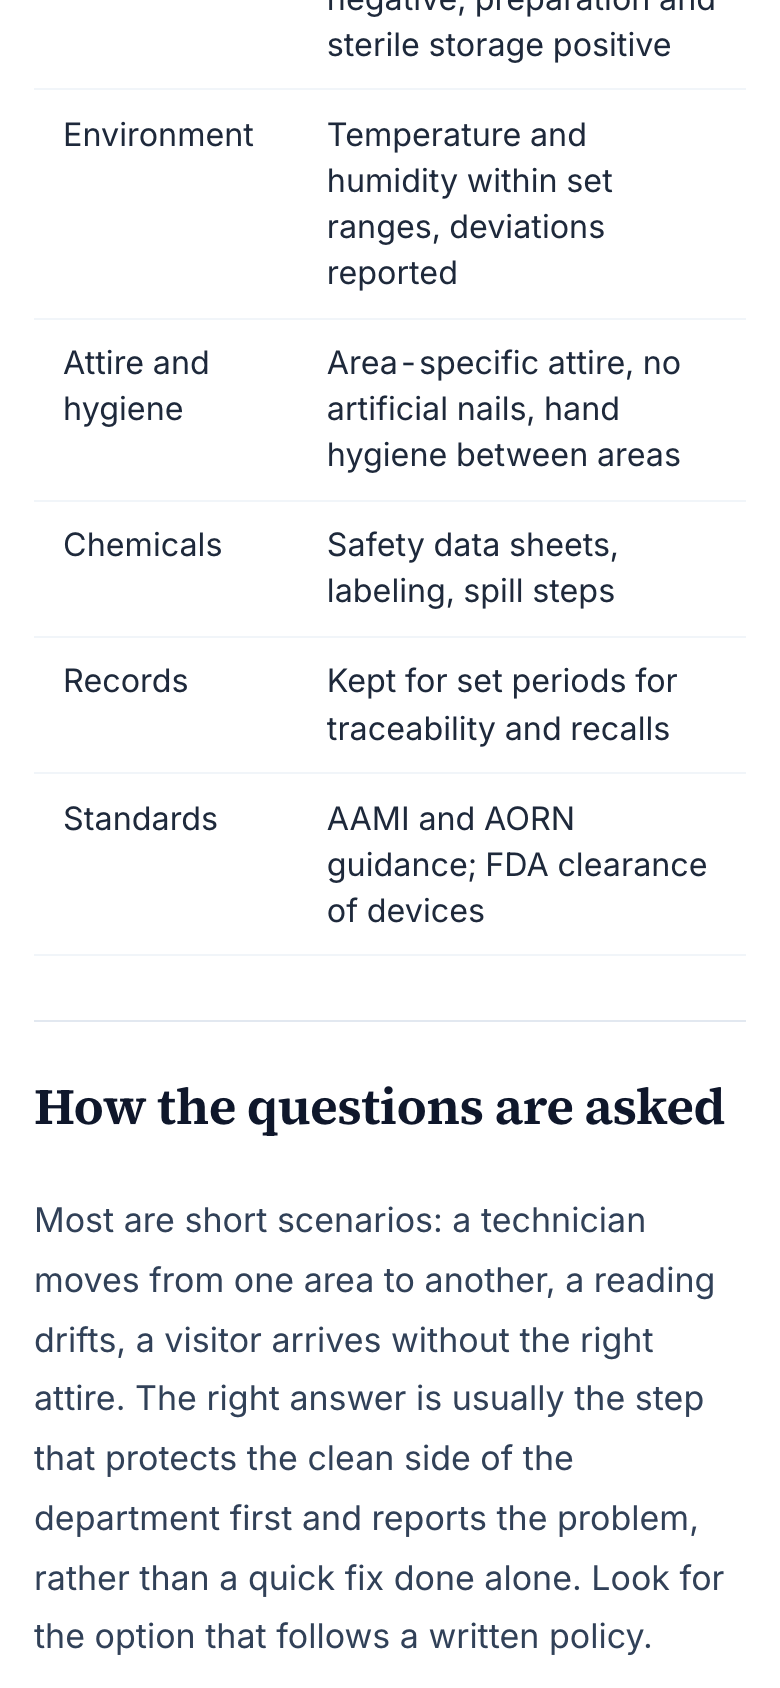 negative, preparation and
sterile storage positive
Environment
Temperature and
humidity within set
ranges, deviations
reported
Attire and
hygiene
Area-specific attire, no
artificial nails, hand
hygiene between areas
Chemicals
Safety data sheets,
labeling, spill steps
Records
Kept for set periods for
traceability and recalls
Standards
AAMI and AORN
guidance; FDA clearance
of devices
How the questions are asked
Most are short scenarios: a technician
moves from one area to another, a reading
drifts, a visitor arrives without the right
attire. The right answer is usually the step
that protects the clean side of the
department first and reports the problem,
rather than a quick fix done alone. Look for
the option that follows a written policy.